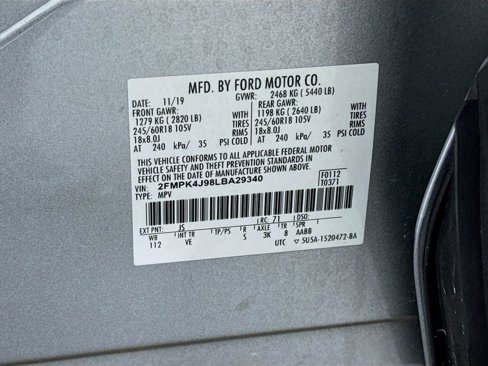 MFD. BY FORD MOTOR CO.
DATE: 11/19 GVWR: 2468 KG ( 5440 LB)
FRONT GAWR: REAR GAWR:
1279 KG ( 2820 LB) WITH 1198 KG ( 2640 LB) WITH
245/60R18 105V TIRES 245/60R18 105V TIRES
18x8.0J RIMS 18x8.0J RIMS
AT 240 kPa/ 35 PSI COLD AT 240 kPa/ 35 PSI COLD
THIS VEHICLE CONFORMS TO ALL APPLICABLE FEDERAL MOTOR
VEHICLE SAFETY AND THEFT PREVENTION STANDARDS IN
EFFECT ON THE DATE OF MANUFACTURE SHOWN ABOVE.
VIN: 2FMPK4J98LBA29340 F0112
TYPE: MPV T0371
EXT PNT: JS RC: 71 DSO:
WB INT TR TP/PS R AXLE TR SPR
112 VE S 3K 8 AABB
UTC 5U5A-1520472-BA